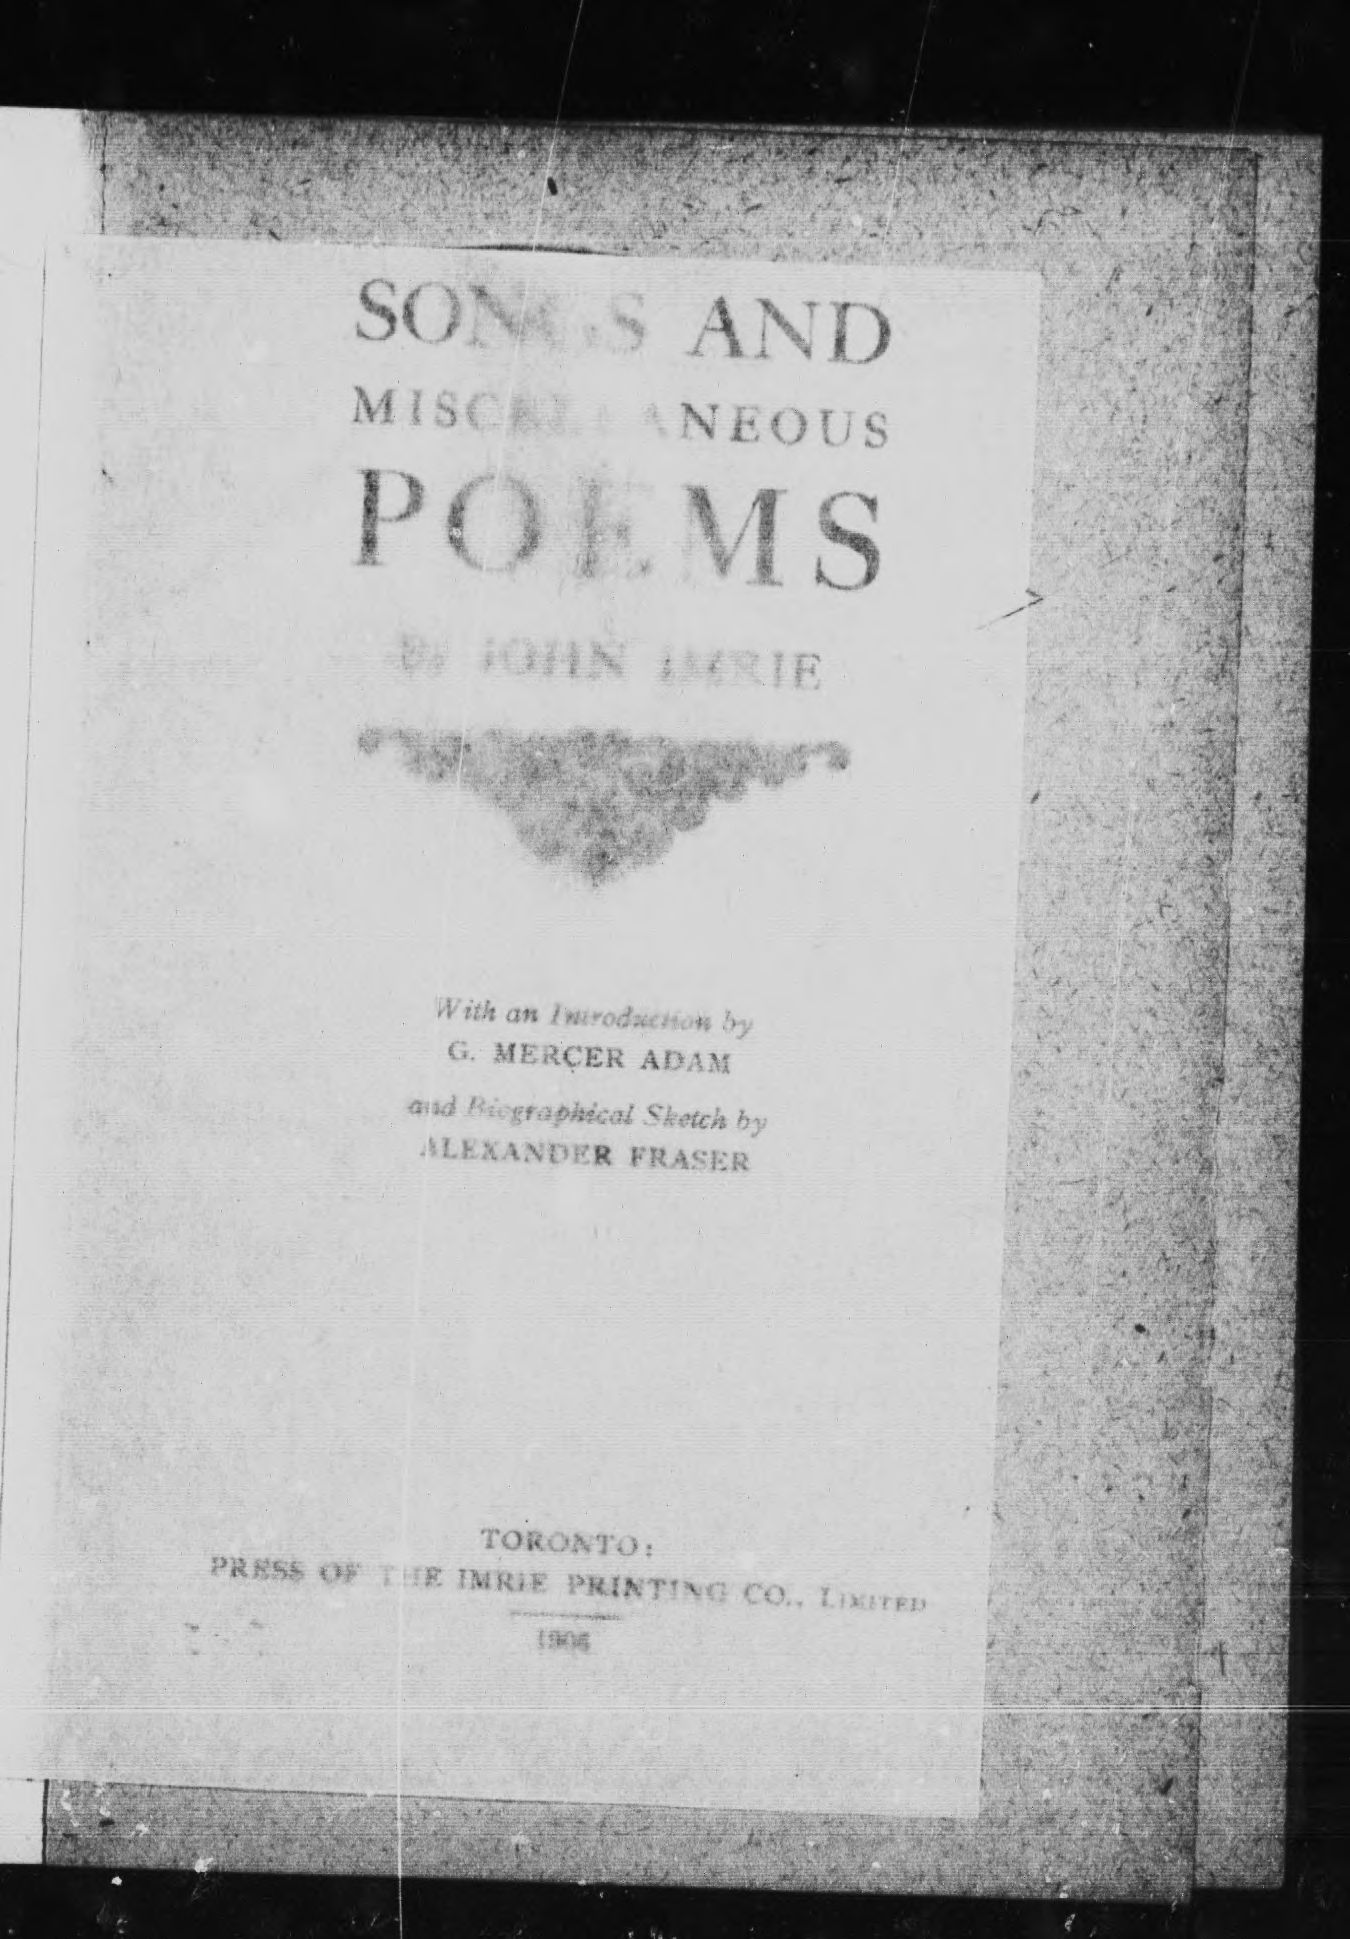 SONGS AND
MISCELLANEOUS
POEMS
By JOHN IMRIE
With an Introduction by
G. MERCER ADAM
and Biographical Sketch by
ALEXANDER FRASER
TORONTO:
PRESS OF THE IMRIE PRINTING CO., LIMITED
1906